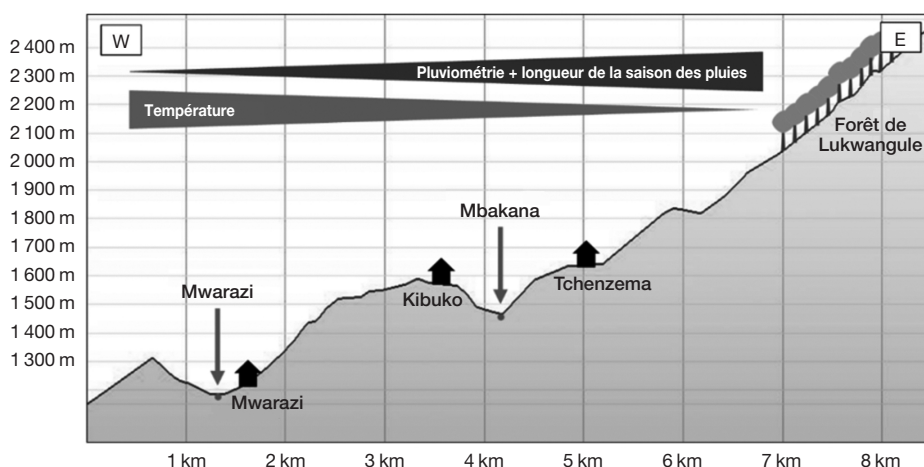 W
E
2 400 m
2 300 m
2 200 m
2 100 m
2 000 m
1 900 m
1 800 m
1 700 m
1 600 m
1 500 m
1 400 m
1 300 m
Pluviométrie + longueur de la saison des pluies
Température
Forêt de
Lukwangule
Mbakana
Mwarazi
Kibuko
Tchenzema
Mwarazi
1 km
2 km
3 km
4 km
5 km
6 km
7 km
8 km